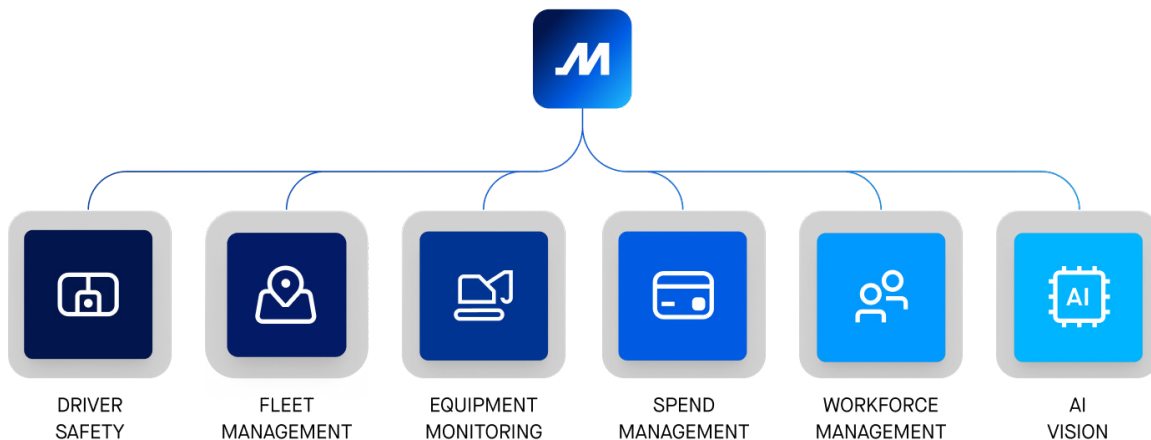 M
DRIVER
SAFETY
FLEET
MANAGEMENT
EQUIPMENT
MONITORING
SPEND
MANAGEMENT
WORKFORCE
MANAGEMENT
AI
AI
VISION